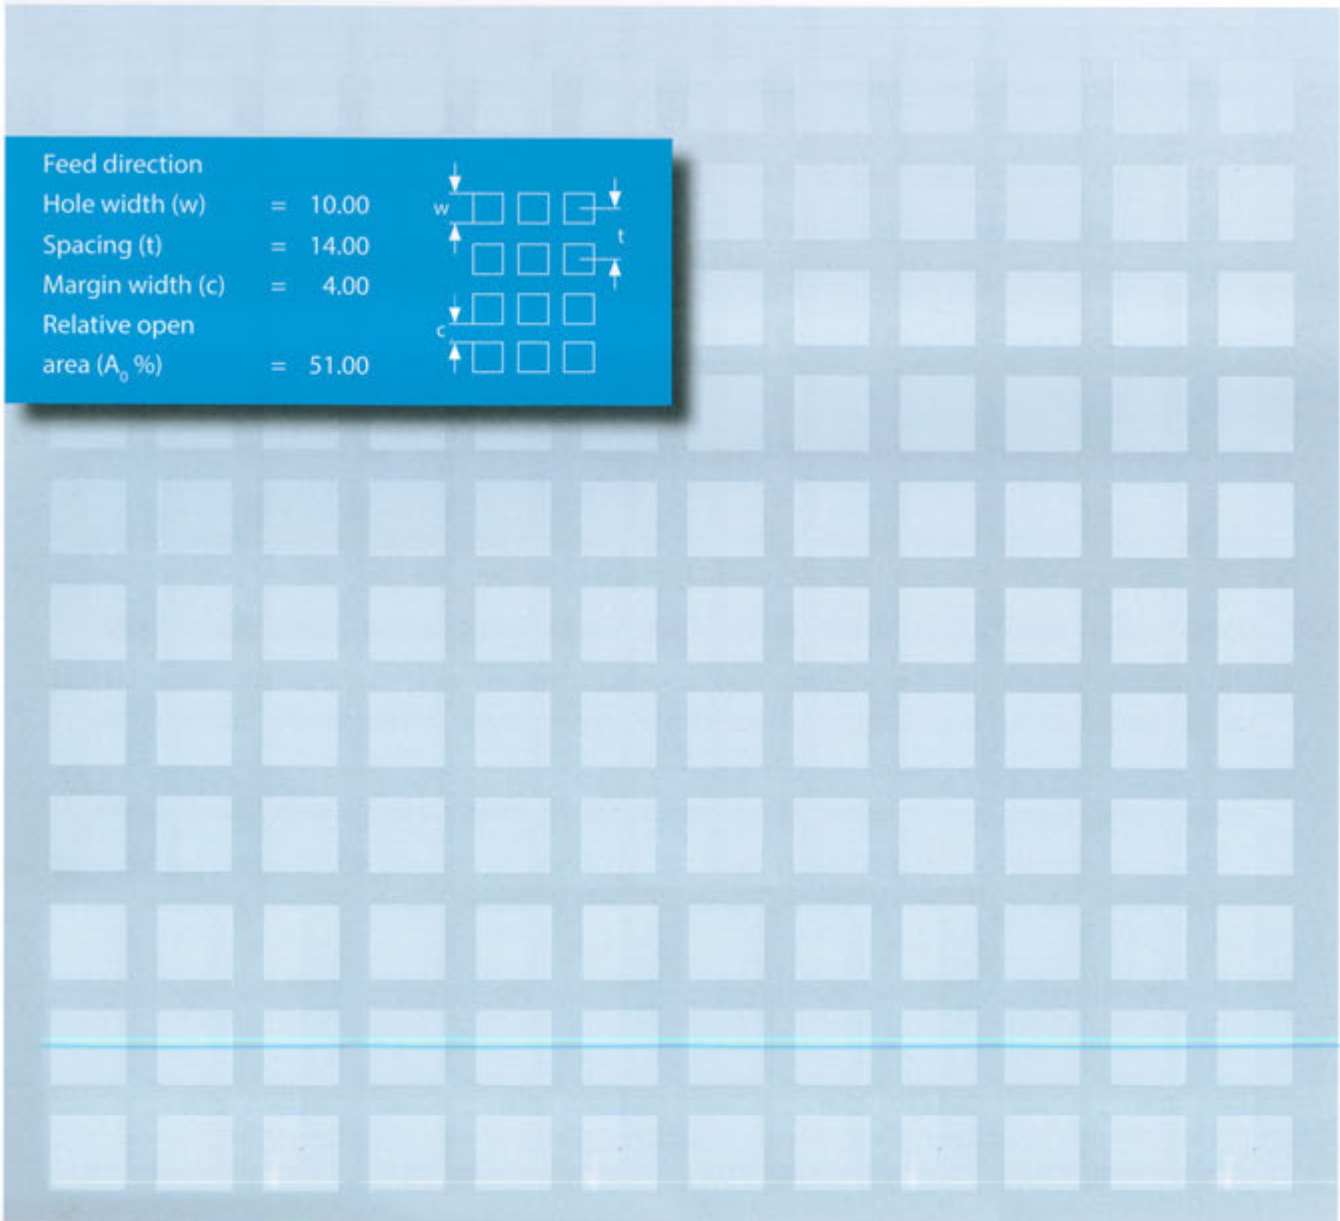 Feed direction
Hole width (w) = 10.00
Spacing (t) = 14.00
Margin width (c) = 4.00
Relative open
area (A₀ %) = 51.00
w
t
c